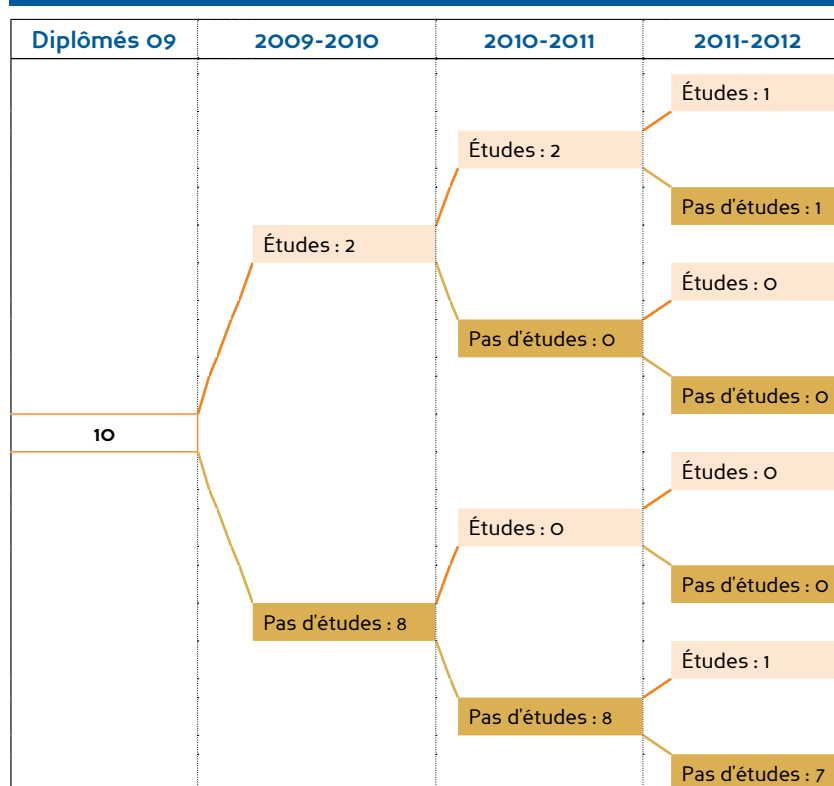 Diplômés 09 2009-2010 2010-2011 2011-2012
Études : 1
Études : 2
Pas d'études : 1
Études : 2
Études : 0
Pas d'études : 0
Pas d'études : 0
10
Études : 0
Études : 0
Pas d'études : 0
Pas d'études : 8
Études : 1
Pas d'études : 8
Pas d'études : 7